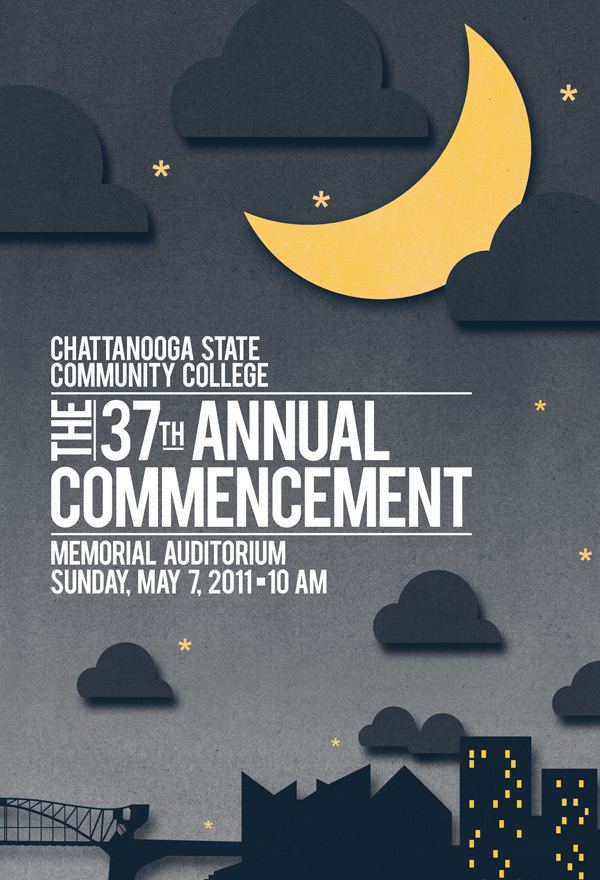 CHATTANOOGA STATE
COMMUNITY COLLEGE
THE 37TH ANNUAL
COMMENCEMENT
MEMORIAL AUDITORIUM
SUNDAY, MAY 7, 2011▪10 AM